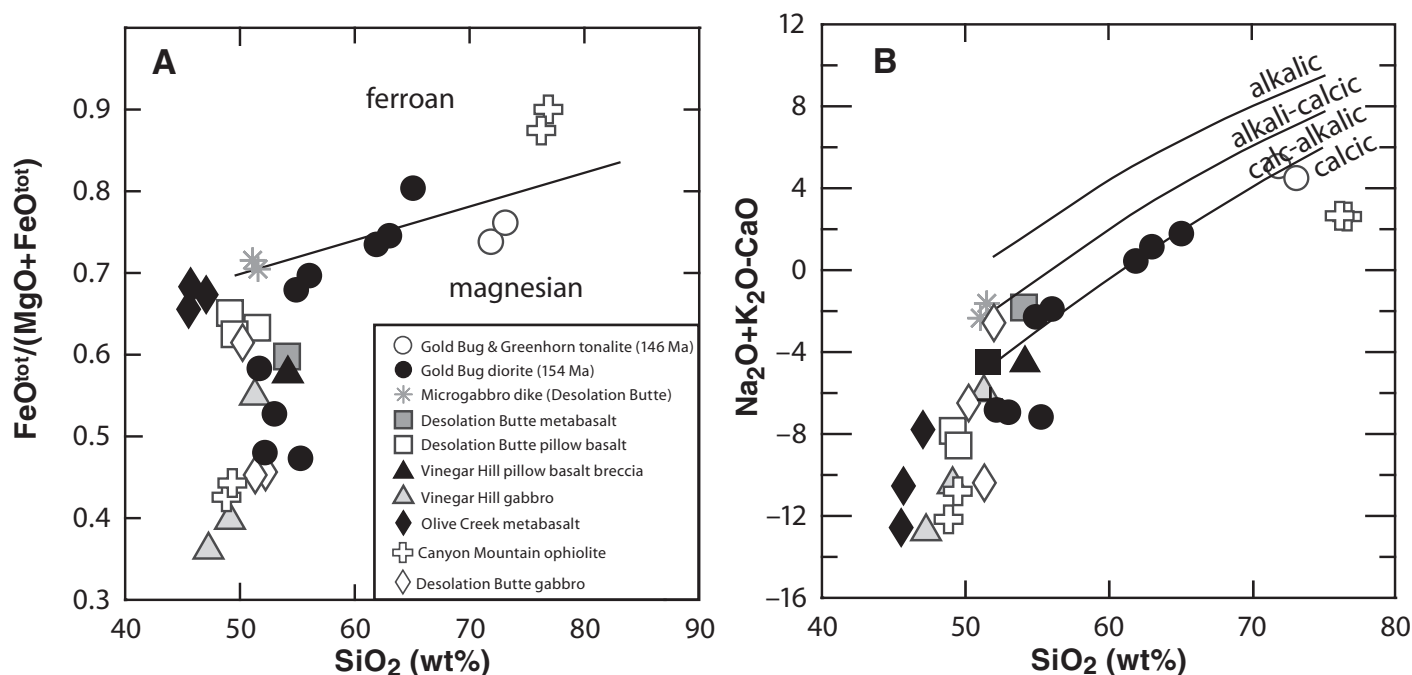 A
ferroan
magnesian
FeOᵗᵒᵗ/(MgO+FeOᵗᵒᵗ)
0.9
0.8
0.7
0.6
0.5
0.4
0.3
40 50 60 70 80 90
SiO₂ (wt%)
Gold Bug & Greenhorn tonalite (146 Ma)
Gold Bug diorite (154 Ma)
Microgabbro dike (Desolation Butte)
Desolation Butte metabasalt
Desolation Butte pillow basalt
Vinegar Hill pillow basalt breccia
Vinegar Hill gabbro
Olive Creek metabasalt
Canyon Mountain ophiolite
Desolation Butte gabbro
B
alkalic
alkali-calcic
calc-alkalic
calcic
Na₂O+K₂O-CaO
12
8
4
0
−4
−8
−12
−16
40 50 60 70 80
SiO₂ (wt%)